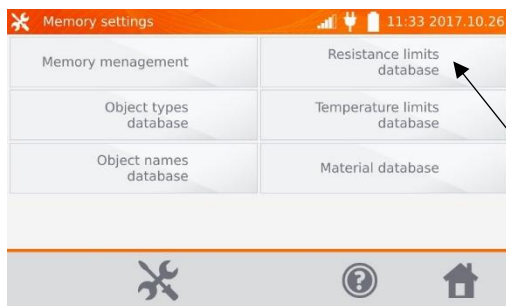 Memory settings
11:33 2017.10.26
Memory menagement
Resistance limits
database
Object types
database
Temperature limits
database
Object names
database
Material database
?